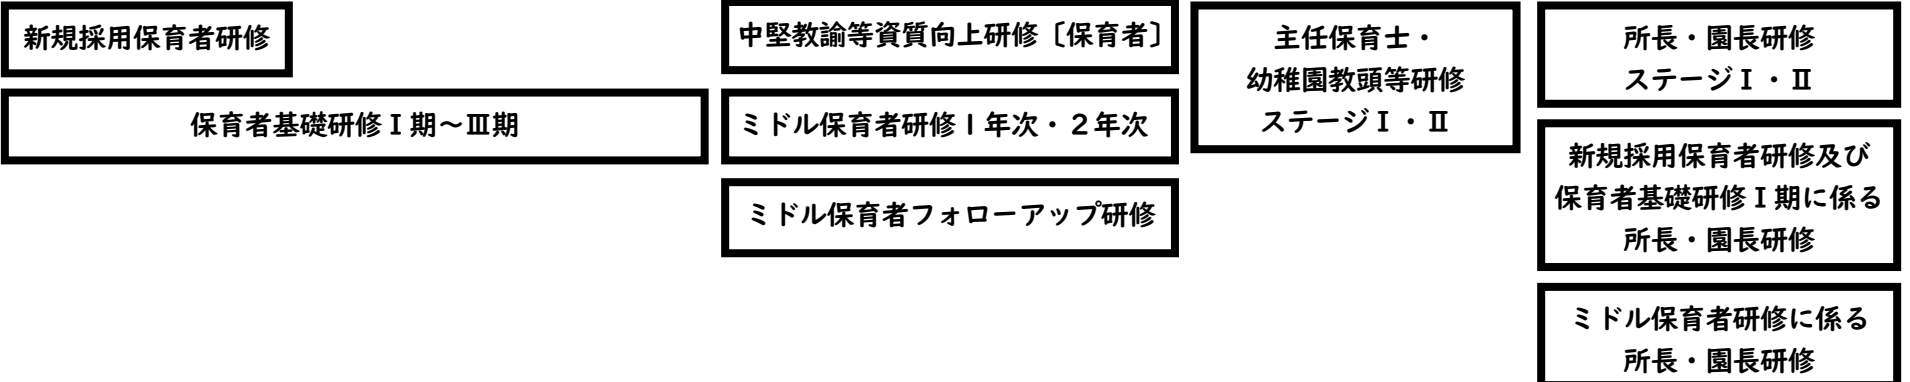 新規採用保育者研修
保育者基礎研修Ⅰ期～Ⅲ期
中堅教諭等資質向上研修〔保育者〕
ミドル保育者研修１年次・２年次
ミドル保育者フォローアップ研修
主任保育士・
幼稚園教頭等研修
ステージⅠ・Ⅱ
所長・園長研修
ステージⅠ・Ⅱ
新規採用保育者研修及び
保育者基礎研修Ⅰ期に係る
所長・園長研修
ミドル保育者研修に係る
所長・園長研修